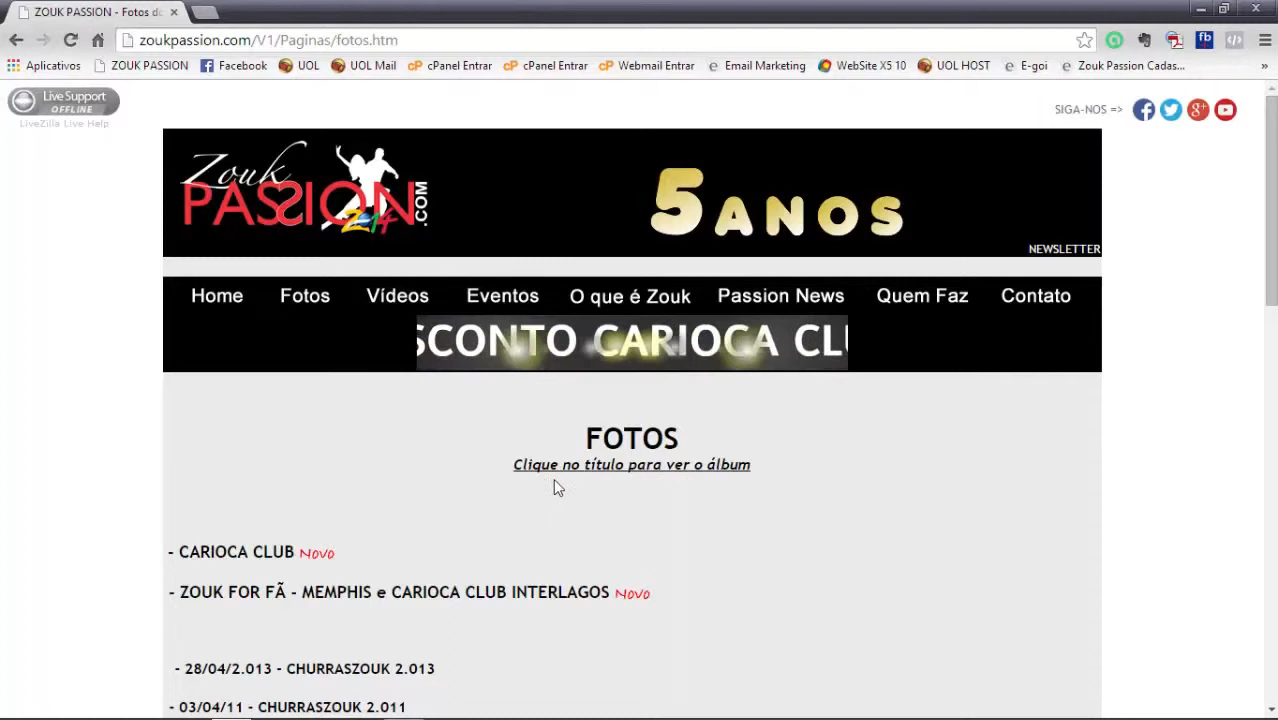 ZOUK PASSION - Fotos do
zoukpassion.com/V1/Paginas/fotos.htm
Aplicativos ZOUK PASSION Facebook UOL UOL Mail cPanel Entrar cPanel Entrar Webmail Entrar Email Marketing WebSite X5 10 UOL HOST E-goi Zouk Passion Cadas... »
Live Support
OFFLINE
LiveZilla Live Help
SIGA-NOS =>
Zouk
PASSION
.COM
2014
5 ANOS
NEWSLETTER
Home Fotos Vídeos Eventos O que é Zouk Passion News Quem Faz Contato
SCONTO CARIOCA CLU
FOTOS
Clique no título para ver o álbum
- CARIOCA CLUB Novo
- ZOUK FOR FÃ - MEMPHIS e CARIOCA CLUB INTERLAGOS Novo
- 28/04/2.013 - CHURRASZOUK 2.013
- 03/04/11 - CHURRASZOUK 2.011